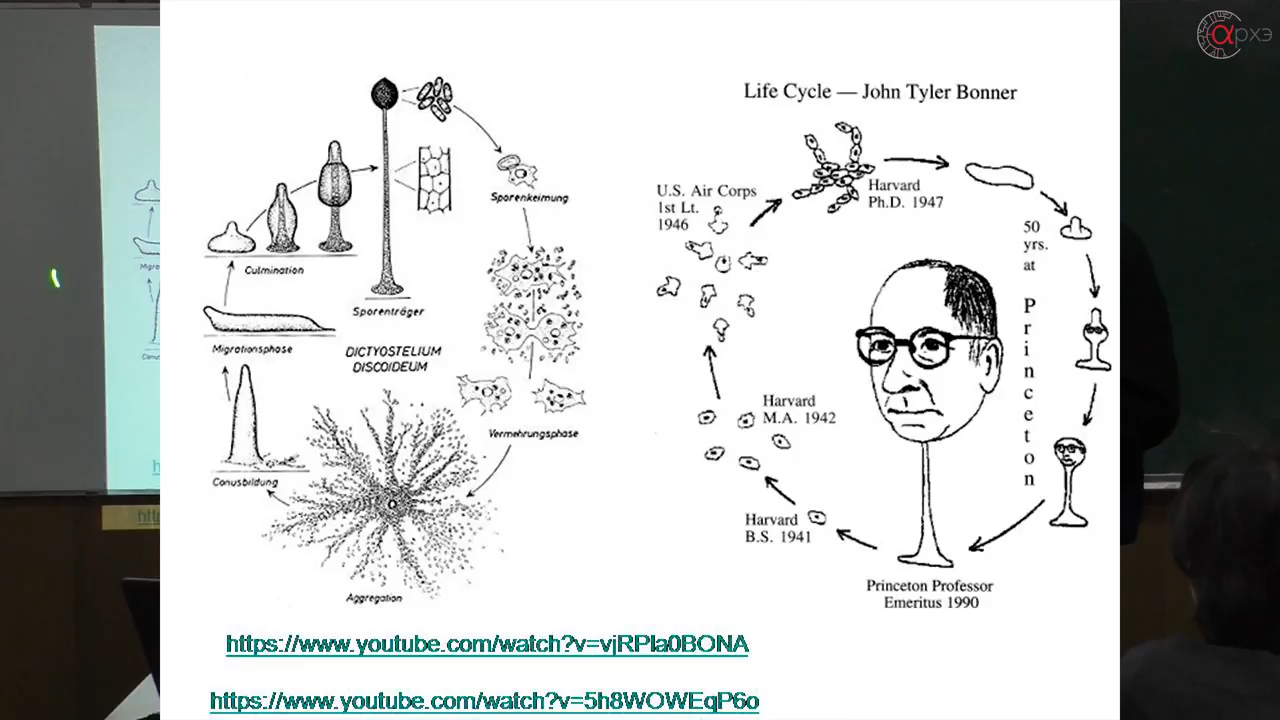 αрхэ
Sporenkeimung
Culmination
Sporenträger
Migrationsphase
DICTYOSTELIUM
DISCOIDEUM
Vermehrungsphase
Conusbildung
Aggregation
Life Cycle — John Tyler Bonner
U.S. Air Corps
1st Lt.
1946
Harvard
Ph.D. 1947
50
yrs.
at
Princeton
Harvard
M.A. 1942
Harvard
B.S. 1941
Princeton Professor
Emeritus 1990
https://www.youtube.com/watch?v=vjRPla0BONA
https://www.youtube.com/watch?v=5h8WOWEqP6o